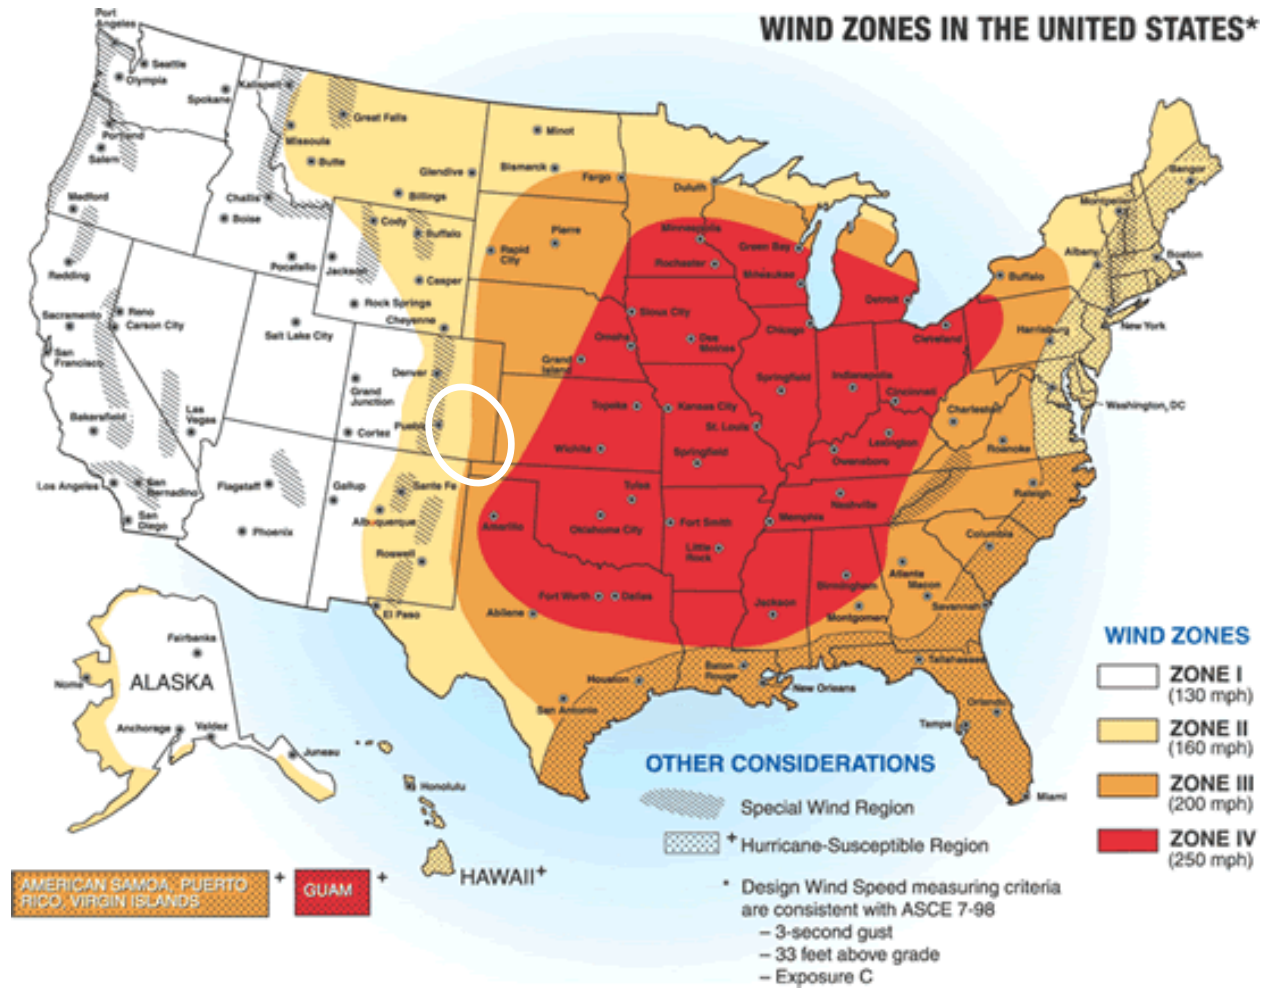 WIND ZONES IN THE UNITED STATES*
Port
Angeles
Seattle
Olympia
Spokane
Kalispell
Great Falls
Missoula
Butte
Glendive
Billings
Portland
Salem
Medford
Challis
Boise
Pocatello
Redding
Minot
Bismarck
Fargo
Duluth
Pierre
Rapid
City
Cody
Buffalo
Jackson
Casper
Rock Springs
Cheyenne
Minneapolis
Rochester
Green Bay
Milwaukee
Detroit
Chicago
Cleveland
Buffalo
Albany
Montpelier
Bangor
Boston
New York
Harrisburg
Washington, DC
Sacramento
Reno
Carson City
San
Francisco
Salt Lake City
Denver
Grand
Junction
Pueblo
Cortez
Bakersfield
Las
Vegas
Los Angeles
San
Bernadino
San
Diego
Flagstaff
Phoenix
Gallup
Sante Fe
Albuquerque
Roswell
El Paso
Sioux City
Omaha
Des
Moines
Grand
Island
Topeka
Kansas City
Wichita
Springfield
St. Louis
Springfield
Indianapolis
Cincinnati
Charleston
Lexington
Owensboro
Roanoke
Raleigh
Nashville
Memphis
Tulsa
Oklahoma City
Amarillo
Fort Smith
Little
Rock
Columbia
Atlanta
Macon
Savannah
Birmingham
Montgomery
Jackson
Fort Worth
Dallas
Abilene
Houston
San Antonio
Baton
Rouge
New Orleans
Tallahassee
Orlando
Tampa
Miami
Fairbanks
ALASKA
Nome
Anchorage
Valdez
Juneau
Honolulu
HAWAII+
AMERICAN SAMOA, PUERTO
RICO, VIRGIN ISLANDS
+
GUAM
+
WIND ZONES
ZONE I
(130 mph)
ZONE II
(160 mph)
ZONE III
(200 mph)
ZONE IV
(250 mph)
OTHER CONSIDERATIONS
Special Wind Region
+ Hurricane-Susceptible Region
* Design Wind Speed measuring criteria
are consistent with ASCE 7-98
– 3-second gust
– 33 feet above grade
– Exposure C